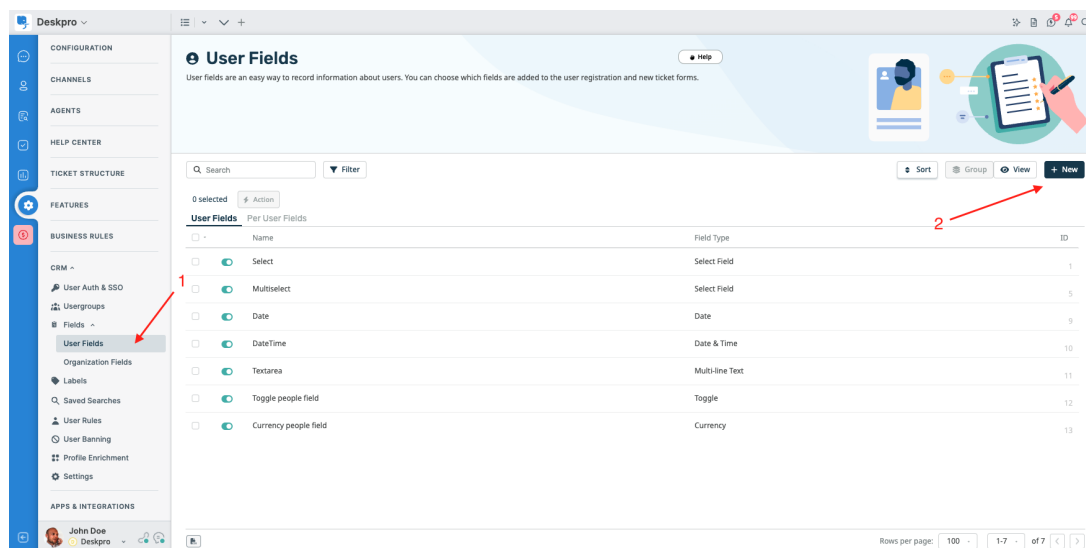 Deskpro
CONFIGURATION
CHANNELS
AGENTS
HELP CENTER
TICKET STRUCTURE
FEATURES
BUSINESS RULES
CRM
User Auth & SSO
Usergroups
Fields
User Fields
Organization Fields
Labels
Saved Searches
User Rules
User Banning
Profile Enrichment
Settings
APPS & INTEGRATIONS
John Doe
Deskpro
User Fields
Help
User fields are an easy way to record information about users. You can choose which fields are added to the user registration and new ticket forms.
Search
Filter
Sort
Group
View
+ New
0 selected
Action
1
2
User Fields Per User Fields
Name Field Type ID
Select Select Field 1
Multiselect Select Field 5
Date Date 9
DateTime Date & Time 10
Textarea Multi-line Text 11
Toggle people field Toggle 12
Currency people field Currency 13
Rows per page: 100 1-7 of 7